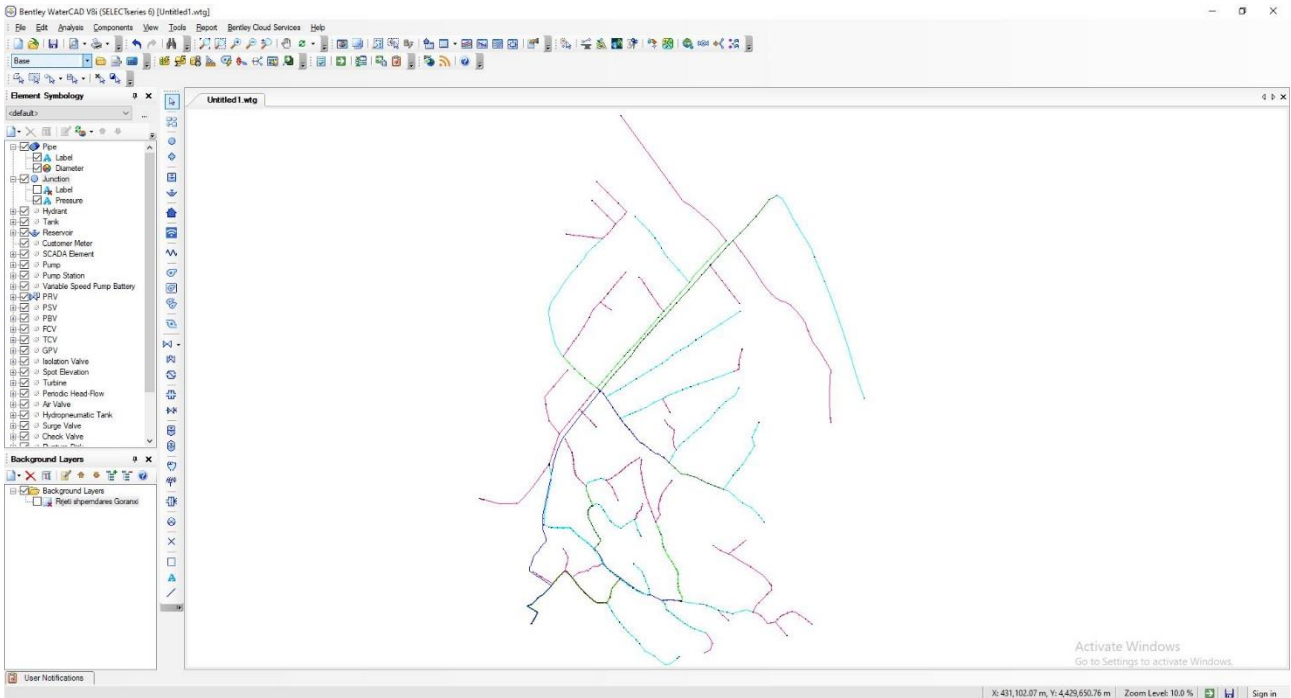 Bentley WaterCAD V8i (SELECTseries 6) [Untitled1.wtg]
File Edit Analysis Components View Tools Report Bentley Cloud Services Help
Base
Element Symbology
<default>
Pipe
Label
Diameter
Junction
Label
Pressure
Hydrant
Tank
Reservoir
Customer Meter
SCADA Element
Pump
Pump Station
Variable Speed Pump Battery
PRV
PSV
PBV
FCV
TCV
GPV
Isolation Valve
Spot Elevation
Turbine
Periodic Head-Flow
Air Valve
Hydropneumatic Tank
Surge Valve
Check Valve
Background Layers
Background Layers
Rrjeti shperndares Goranxi
Untitled1.wtg
Activate Windows
Go to Settings to activate Windows.
User Notifications
X: 431,102.07 m, Y: 4,429,650.76 m Zoom Level: 10.0 % Sign in